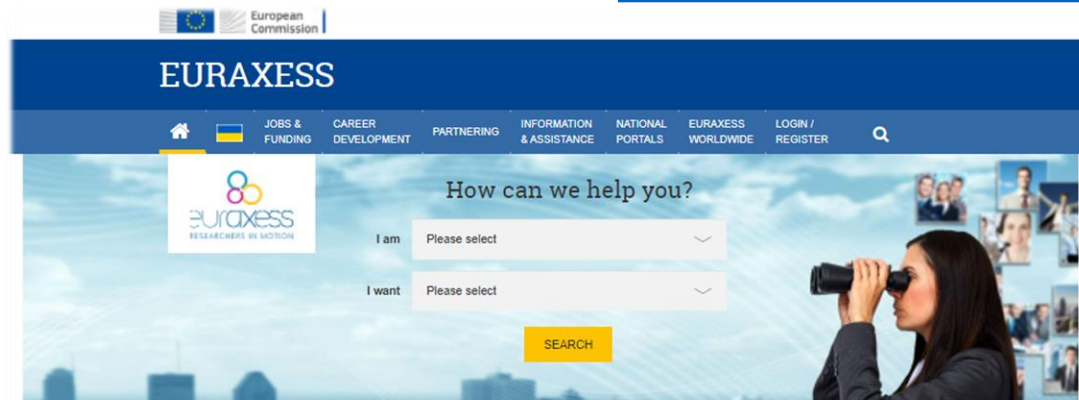 European
Commission
EURAXESS
JOBS &
FUNDING
CAREER
DEVELOPMENT
PARTNERING
INFORMATION
& ASSISTANCE
NATIONAL
PORTALS
EURAXESS
WORLDWIDE
LOGIN /
REGISTER
euraxess
RESEARCHERS IN MOTION
How can we help you?
I am
Please select
I want
Please select
SEARCH